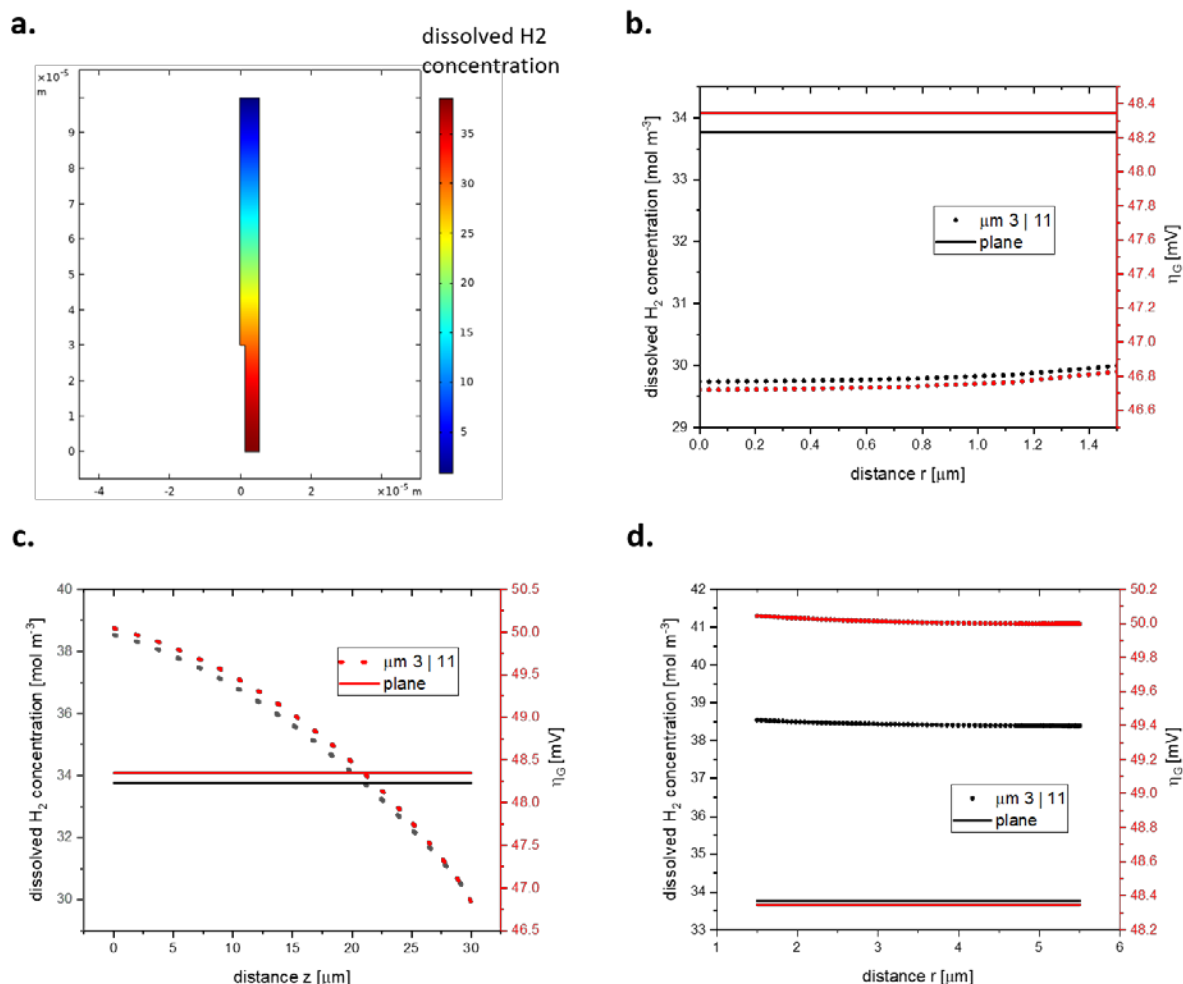 a.
dissolved H2
concentration
×10⁻⁵
m
9
8
7
6
5
4
3
2
1
0
-4
-2
0
2
×10⁻⁵ m
35
30
25
20
15
10
5
b.
dissolved H₂ concentration [mol m⁻³]
34
33
32
31
30
29
μm 3 | 11
plane
48.4
48.2
48.0
47.8
47.6
47.4
47.2
47.0
46.8
46.6
ηG [mV]
0.0 0.2 0.4 0.6 0.8 1.0 1.2 1.4
distance r [μm]
c.
dissolved H₂ concentration [mol m⁻³]
40
38
36
34
32
30
μm 3 | 11
plane
50.5
50.0
49.5
49.0
48.5
48.0
47.5
47.0
46.5
ηG [mV]
0 5 10 15 20 25 30
distance z [μm]
d.
dissolved H₂ concentration [mol m⁻³]
42
41
40
39
38
37
36
35
34
33
μm 3 | 11
plane
50.2
50.0
49.8
49.6
49.4
49.2
49.0
48.8
48.6
48.4
48.2
ηG [mV]
1 2 3 4 5 6
distance r [μm]